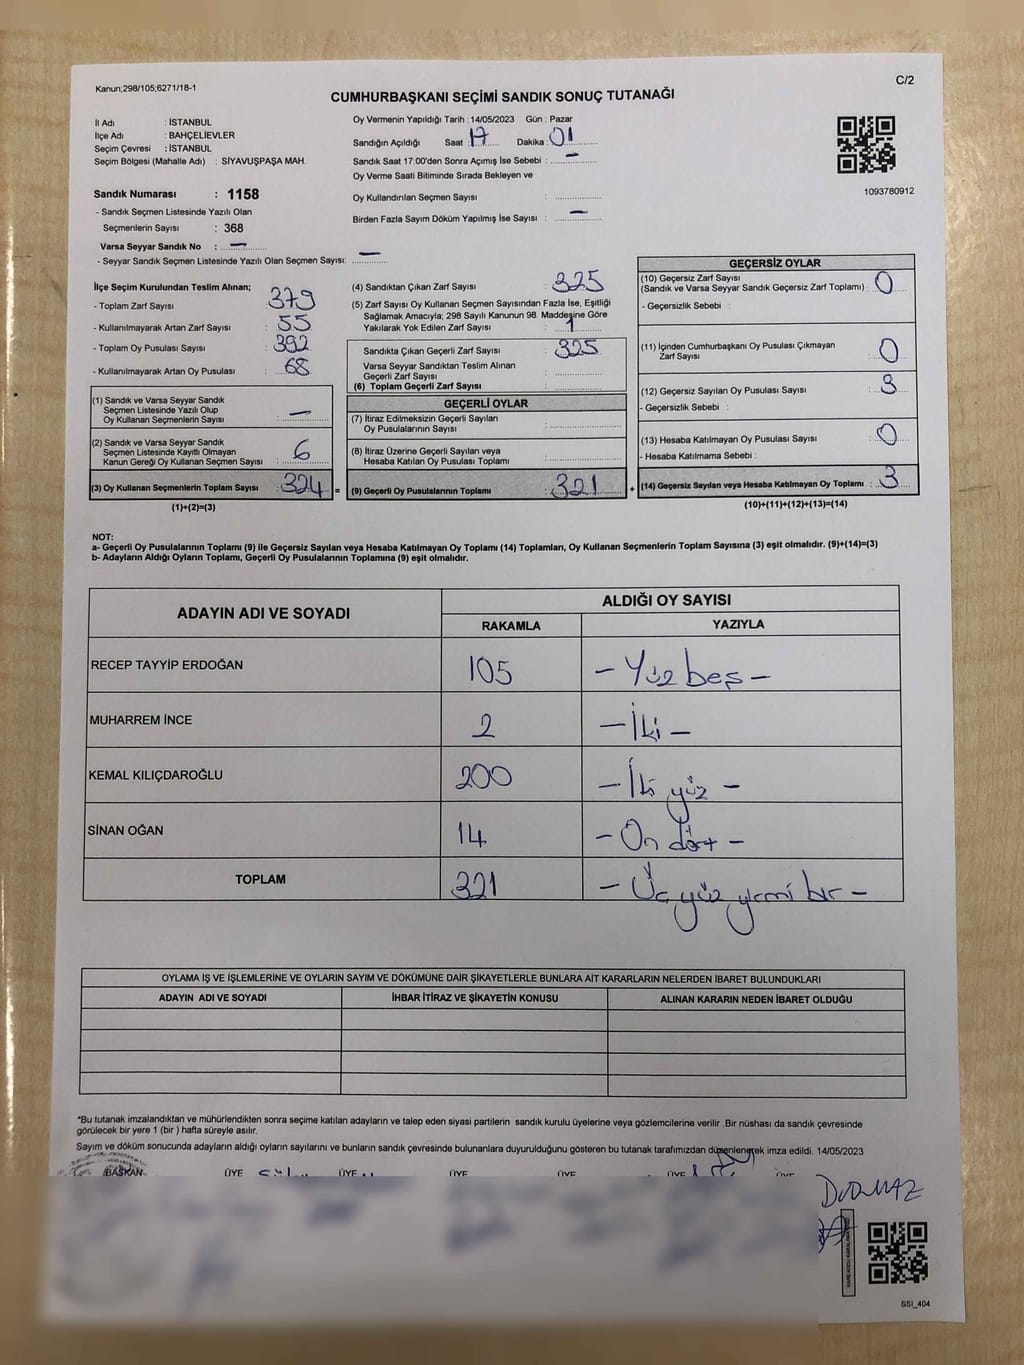 Kanun;298/105;6271/18-1
C/2
CUMHURBAŞKANI SEÇİMİ SANDIK SONUÇ TUTANAĞI
İl Adı : İSTANBUL
İlçe Adı : BAHÇELİEVLER
Seçim Çevresi : İSTANBUL
Seçim Bölgesi (Mahalle Adı) : SİYAVUŞPAŞA MAH.
Sandık Numarası : 1158
- Sandık Seçmen Listesinde Yazılı Olan
Seçmenlerin Sayısı : 368
Varsa Seyyar Sandık No : —
- Seyyar Sandık Seçmen Listesinde Yazılı Olan Seçmen Sayısı: —
Oy Vermenin Yapıldığı Tarih : 14/05/2023 Gün : Pazar
Sandığın Açıldığı Saat : 17 Dakika : 01
Sandık Saat 17:00'den Sonra Açımış İse Sebebi : —
Oy Verme Saati Bitiminde Sırada Bekleyen ve
Oy Kullandırılan Seçmen Sayısı :
Birden Fazla Sayım Döküm Yapılmış İse Sayısı : —
1093780912
İlçe Seçim Kurulundan Teslim Alınan;
- Toplam Zarf Sayısı : 379
- Kullanılmayarak Artan Zarf Sayısı : 55
- Toplam Oy Pusulası Sayısı : 392
- Kullanılmayarak Artan Oy Pusulası : 68
(1) Sandık ve Varsa Seyyar Sandık
Seçmen Listesinde Yazılı Olup
Oy Kullanan Seçmenlerin Sayısı : —
(2) Sandık ve Varsa Seyyar Sandık
Seçmen Listesinde Kayıtlı Olmayan
Kanun Gereği Oy Kullanan Seçmen Sayısı : 6
(3) Oy Kullanan Seçmenlerin Toplam Sayısı : 324 =
(1)+(2)=(3)
(4) Sandıktan Çıkan Zarf Sayısı : 325
(5) Zarf Sayısı Oy Kullanan Seçmen Sayısından Fazla İse, Eşitliği
Sağlamak Amacıyla; 298 Sayılı Kanunun 98. Maddesine Göre
Yakılarak Yok Edilen Zarf Sayısı : 1
Sandıkta Çıkan Geçerli Zarf Sayısı : 325
Varsa Seyyar Sandıktan Teslim Alınan
Geçerli Zarf Sayısı :
(6) Toplam Geçerli Zarf Sayısı :
GEÇERLİ OYLAR
(7) İtiraz Edilmeksizin Geçerli Sayılan
Oy Pusulalarının Sayısı :
(8) İtiraz Üzerine Geçerli Sayılan veya
Hesaba Katılan Oy Pusulası Toplamı :
(9) Geçerli Oy Pusulalarının Toplamı : 321 +
GEÇERSİZ OYLAR
(10) Geçersiz Zarf Sayısı
(Sandık ve Varsa Seyyar Sandık Geçersiz Zarf Toplamı) : 0
- Geçersizlik Sebebi :
(11) İçinden Cumhurbaşkanı Oy Pusulası Çıkmayan
Zarf Sayısı : 0
(12) Geçersiz Sayılan Oy Pusulası Sayısı : 3
- Geçersizlik Sebebi :
(13) Hesaba Katılmayan Oy Pusulası Sayısı : 0
- Hesaba Katılmama Sebebi :
(14) Geçersiz Sayılan veya Hesaba Katılmayan Oy Toplamı : 3
(10)+(11)+(12)+(13)=(14)
NOT:
a- Geçerli Oy Pusulalarının Toplamı (9) ile Geçersiz Sayılan veya Hesaba Katılmayan Oy Toplamı (14) Toplamları, Oy Kullanan Seçmenlerin Toplam Sayısına (3) eşit olmalıdır. (9)+(14)=(3)
b- Adayların Aldığı Oyların Toplamı, Geçerli Oy Pusulalarının Toplamına (9) eşit olmalıdır.
ADAYIN ADI VE SOYADI
ALDIĞI OY SAYISI
RAKAMLA
YAZIYLA
RECEP TAYYİP ERDOĞAN 105 – Yüz beş –
MUHARREM İNCE 2 – İki –
KEMAL KILIÇDAROĞLU 200 – İki yüz –
SİNAN OĞAN 14 – On dört –
TOPLAM 321 – Üç yüz yirmi bir –
OYLAMA İŞ VE İŞLEMLERİNE VE OYLARIN SAYIM VE DÖKÜMÜNE DAİR ŞİKAYETLERLE BUNLARA AİT KARARLARIN NELERDEN İBARET BULUNDUKLARI
ADAYIN ADI VE SOYADI
İHBAR İTİRAZ VE ŞİKAYETİN KONUSU
ALINAN KARARIN NEDEN İBARET OLDUĞU
*Bu tutanak imzalandıktan ve mühürlendikten sonra seçime katılan adayların ve talep eden siyasi partilerin sandık kurulu üyelerine veya gözlemcilerine verilir .Bir nüshası da sandık çevresinde
görülecek bir yere 1 (bir ) hafta süreyle asılır.
Sayım ve döküm sonucunda adayların aldığı oyların sayılarını ve bunların sandık çevresinde bulunanlara duyurulduğunu gösteren bu tutanak tarafımızdan düzenlenerek imza edildi. 14/05/2023
BAŞKAN ÜYE ÜYE ÜYE ÜYE ÜYE ÜYE
DURMAZ
SSİ_404